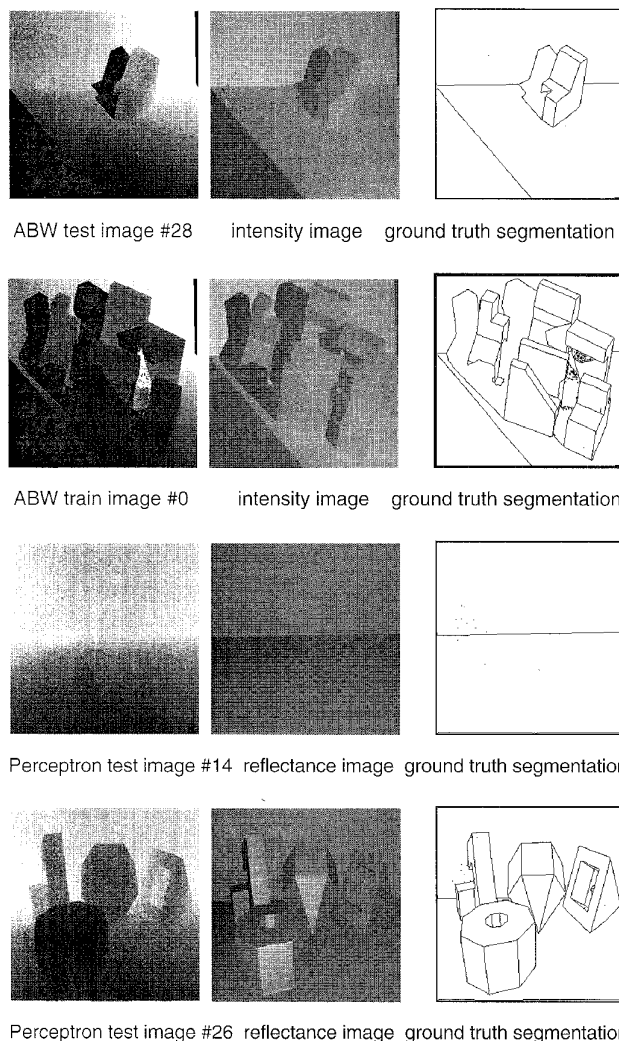 ABW test image #28 intensity image ground truth segmentation
ABW train image #0 intensity image ground truth segmentation
Perceptron test image #14 reflectance image ground truth segmentation
Perceptron test image #26 reflectance image ground truth segmentation